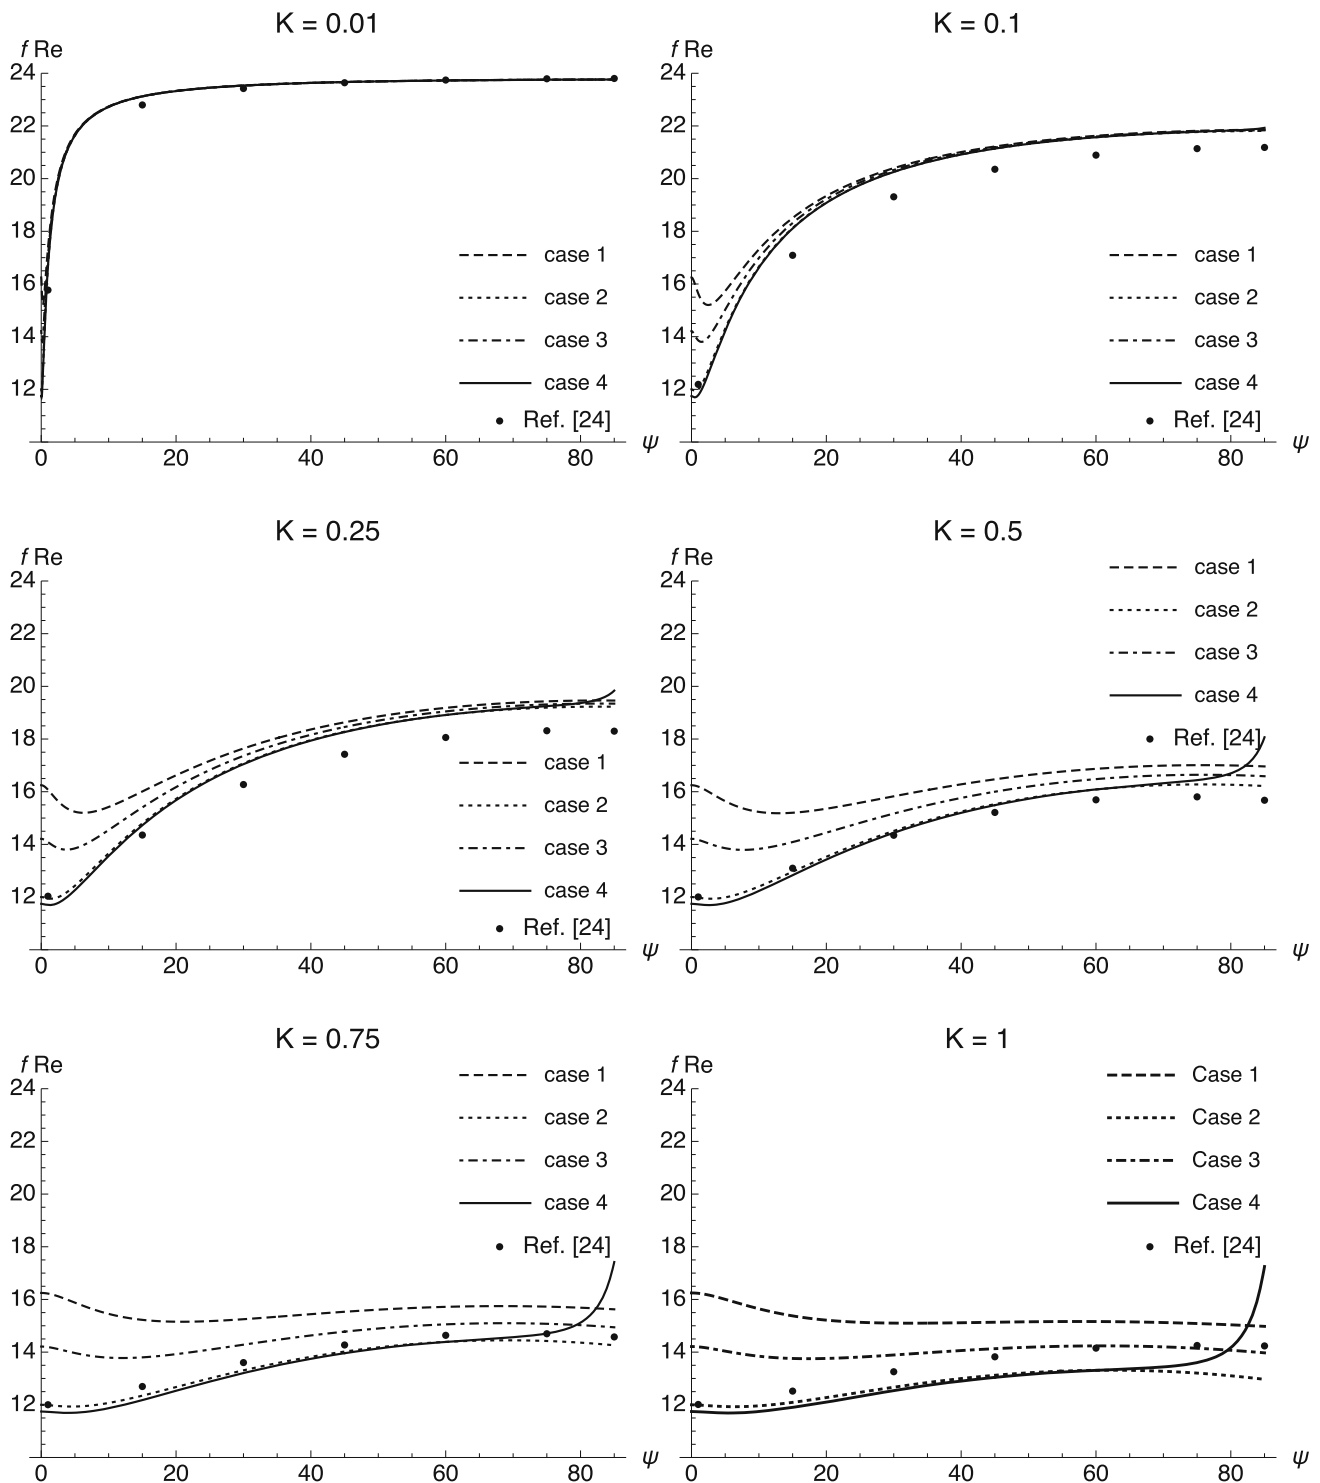 K = 0.01
f Re
24
22
20
18
16
14
12
case 1
case 2
case 3
case 4
Ref. [24]
0
20
40
60
80
ψ
K = 0.1
f Re
24
22
20
18
16
14
12
case 1
case 2
case 3
case 4
Ref. [24]
0
20
40
60
80
ψ
K = 0.25
f Re
24
22
20
18
16
14
12
case 1
case 2
case 3
case 4
Ref. [24]
0
20
40
60
80
ψ
K = 0.5
f Re
24
22
20
18
16
14
12
case 1
case 2
case 3
case 4
Ref. [24]
0
20
40
60
80
ψ
K = 0.75
f Re
24
22
20
18
16
14
12
case 1
case 2
case 3
case 4
Ref. [24]
0
20
40
60
80
ψ
K = 1
f Re
24
22
20
18
16
14
12
Case 1
Case 2
Case 3
Case 4
Ref. [24]
0
20
40
60
80
ψ